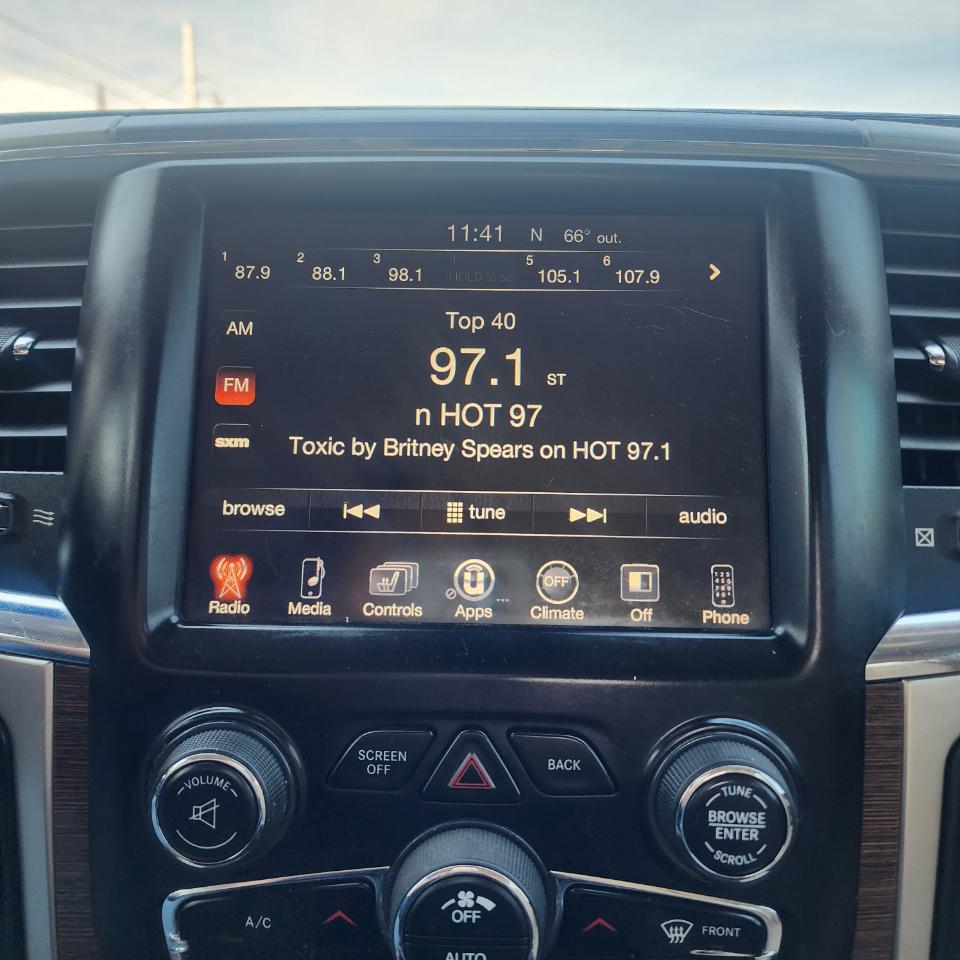 11:41 N 66° out.
1 87.9 2 88.1 3 98.1 4 HOLD to set 5 105.1 6 107.9
AM
Top 40
97.1 ST
FM
n HOT 97
sxm
Toxic by Britney Spears on HOT 97.1
browse tune audio
OFF
Radio Media Controls Apps Climate Off Phone
SCREEN
OFF
BACK
VOLUME
TUNE
BROWSE
ENTER
SCROLL
A/C
OFF
FRONT
AUTO